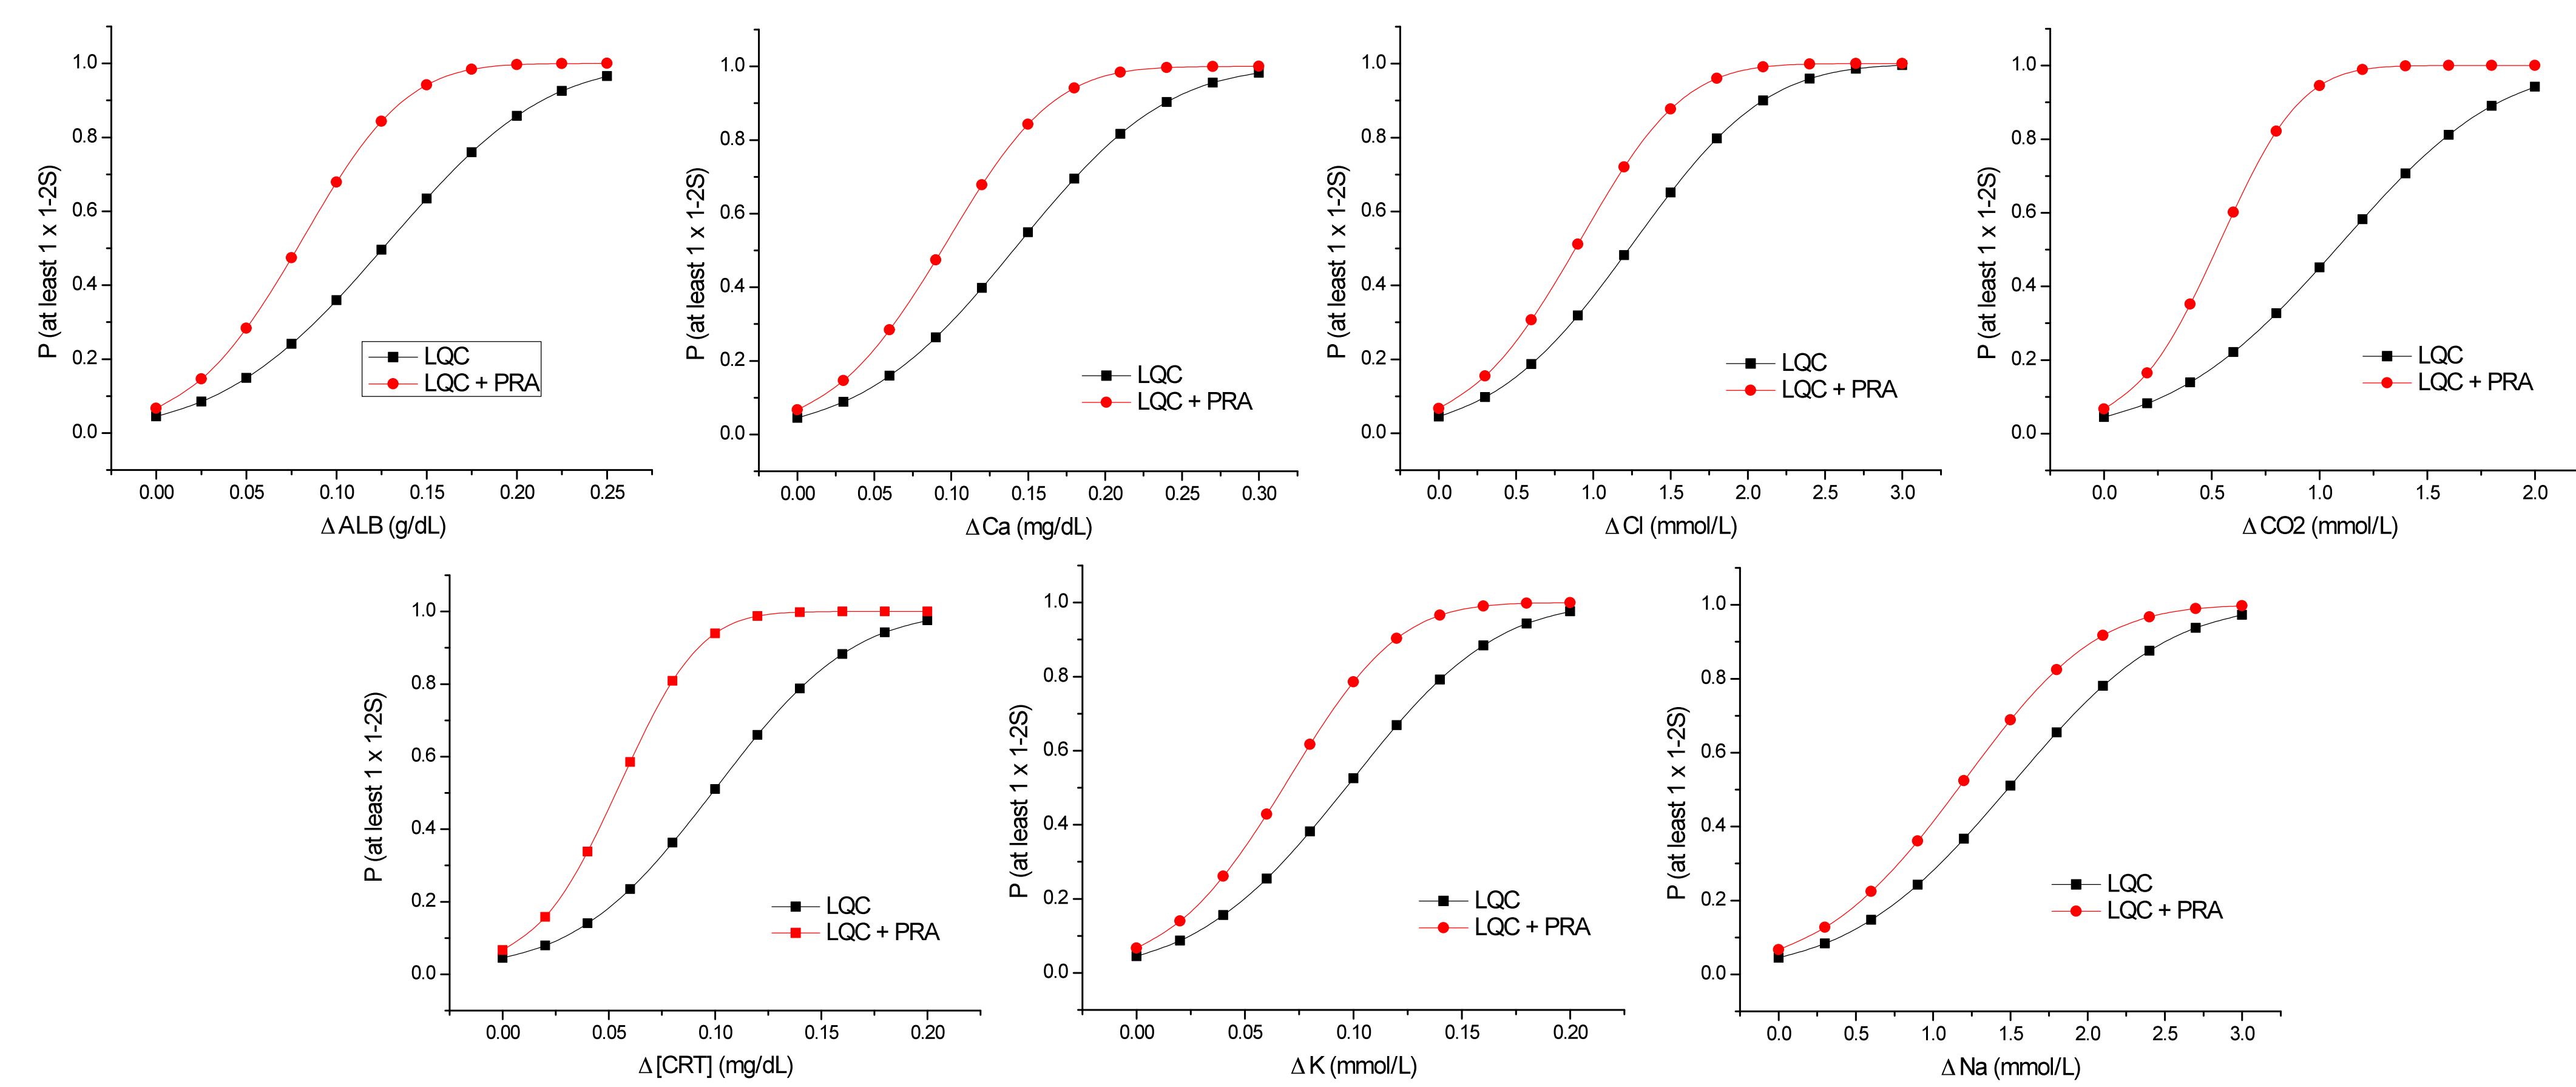 P (at least 1 x 1-2S)
1.0
0.8
0.6
0.4
0.2
0.0
LQC
LQC + PRA
0.00 0.05 0.10 0.15 0.20 0.25
Δ ALB (g/dL)
P (at least 1 x 1-2S)
1.0
0.8
0.6
0.4
0.2
0.0
LQC
LQC + PRA
0.00 0.05 0.10 0.15 0.20 0.25 0.30
Δ Ca (mg/dL)
P (at least 1 x 1-2S)
1.0
0.8
0.6
0.4
0.2
0.0
LQC
LQC + PRA
0.0 0.5 1.0 1.5 2.0 2.5 3.0
Δ Cl (mmol/L)
P (at least 1 x 1-2S)
1.0
0.8
0.6
0.4
0.2
0.0
LQC
LQC + PRA
0.0 0.5 1.0 1.5 2.0
Δ CO2 (mmol/L)
P (at least 1 x 1-2S)
1.0
0.8
0.6
0.4
0.2
0.0
LQC
LQC + PRA
0.00 0.05 0.10 0.15 0.20
Δ [CRT] (mg/dL)
P (at least 1 x 1-2S)
1.0
0.8
0.6
0.4
0.2
0.0
LQC
LQC + PRA
0.00 0.05 0.10 0.15 0.20
Δ K (mmol/L)
P (at least 1 x 1-2S)
1.0
0.8
0.6
0.4
0.2
0.0
LQC
LQC + PRA
0.0 0.5 1.0 1.5 2.0 2.5 3.0
Δ Na (mmol/L)